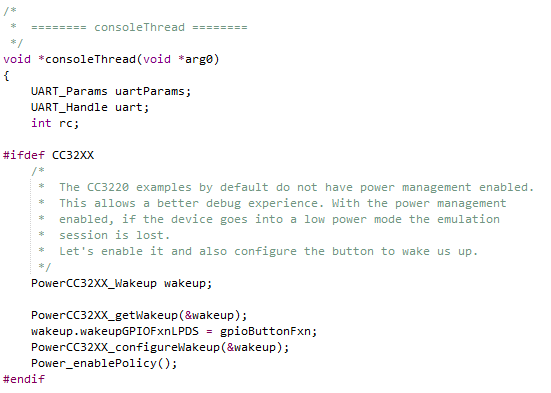 /*
 *  ======== consoleThread ========
 */
void *consoleThread(void *arg0)
{
    UART_Params uartParams;
    UART_Handle uart;
    int rc;

#ifdef CC32XX
    /*
     *  The CC3220 examples by default do not have power management enabled.
     *  This allows a better debug experience. With the power management
     *  enabled, if the device goes into a low power mode the emulation
     *  session is lost.
     *  Let's enable it and also configure the button to wake us up.
     */
    PowerCC32XX_Wakeup wakeup;

    PowerCC32XX_getWakeup(&wakeup);
    wakeup.wakeupGPIOFxnLPDS = gpioButtonFxn;
    PowerCC32XX_configureWakeup(&wakeup);
    Power_enablePolicy();
#endif